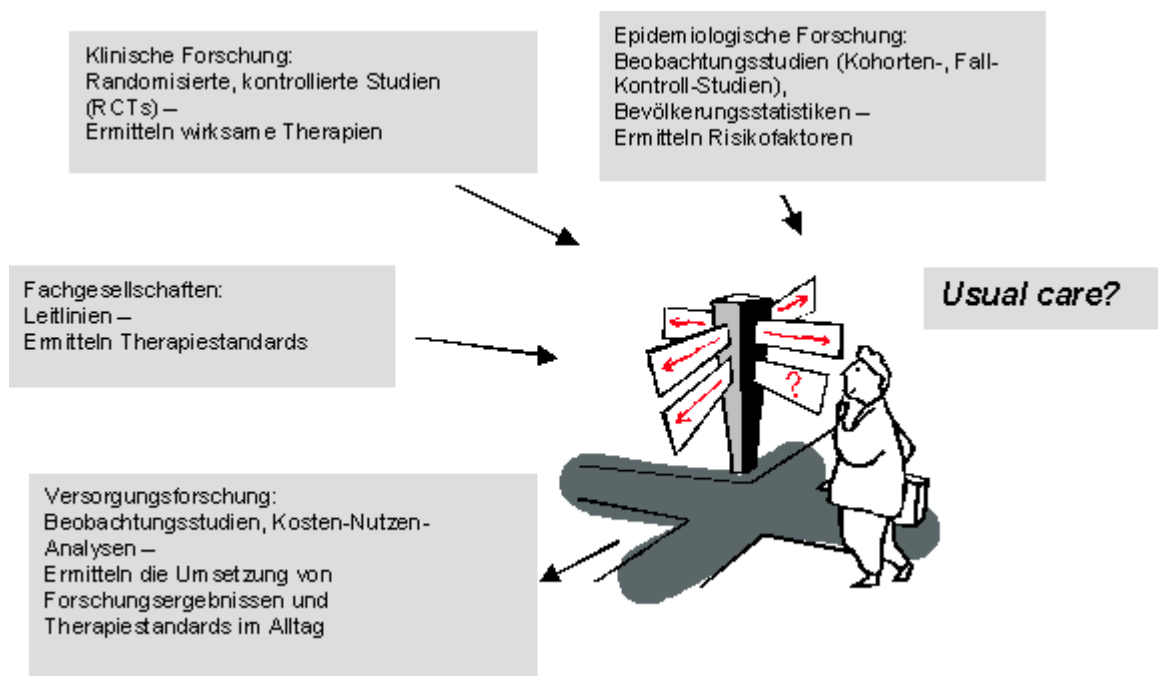 Klinische Forschung:
Randomisierte, kontrollierte Studien
(RCTs) –
Ermitteln wirksame Therapien
Epidemiologische Forschung:
Beobachtungsstudien (Kohorten-, Fall-
Kontroll-Studien),
Bevölkerungsstatistiken –
Ermitteln Risikofaktoren
Fachgesellschaften:
Leitlinien –
Ermitteln Therapiestandards
Usual care?
?
Versorgungsforschung:
Beobachtungsstudien, Kosten-Nutzen-
Analysen –
Ermitteln die Umsetzung von
Forschungsergebnissen und
Therapiestandards im Alltag